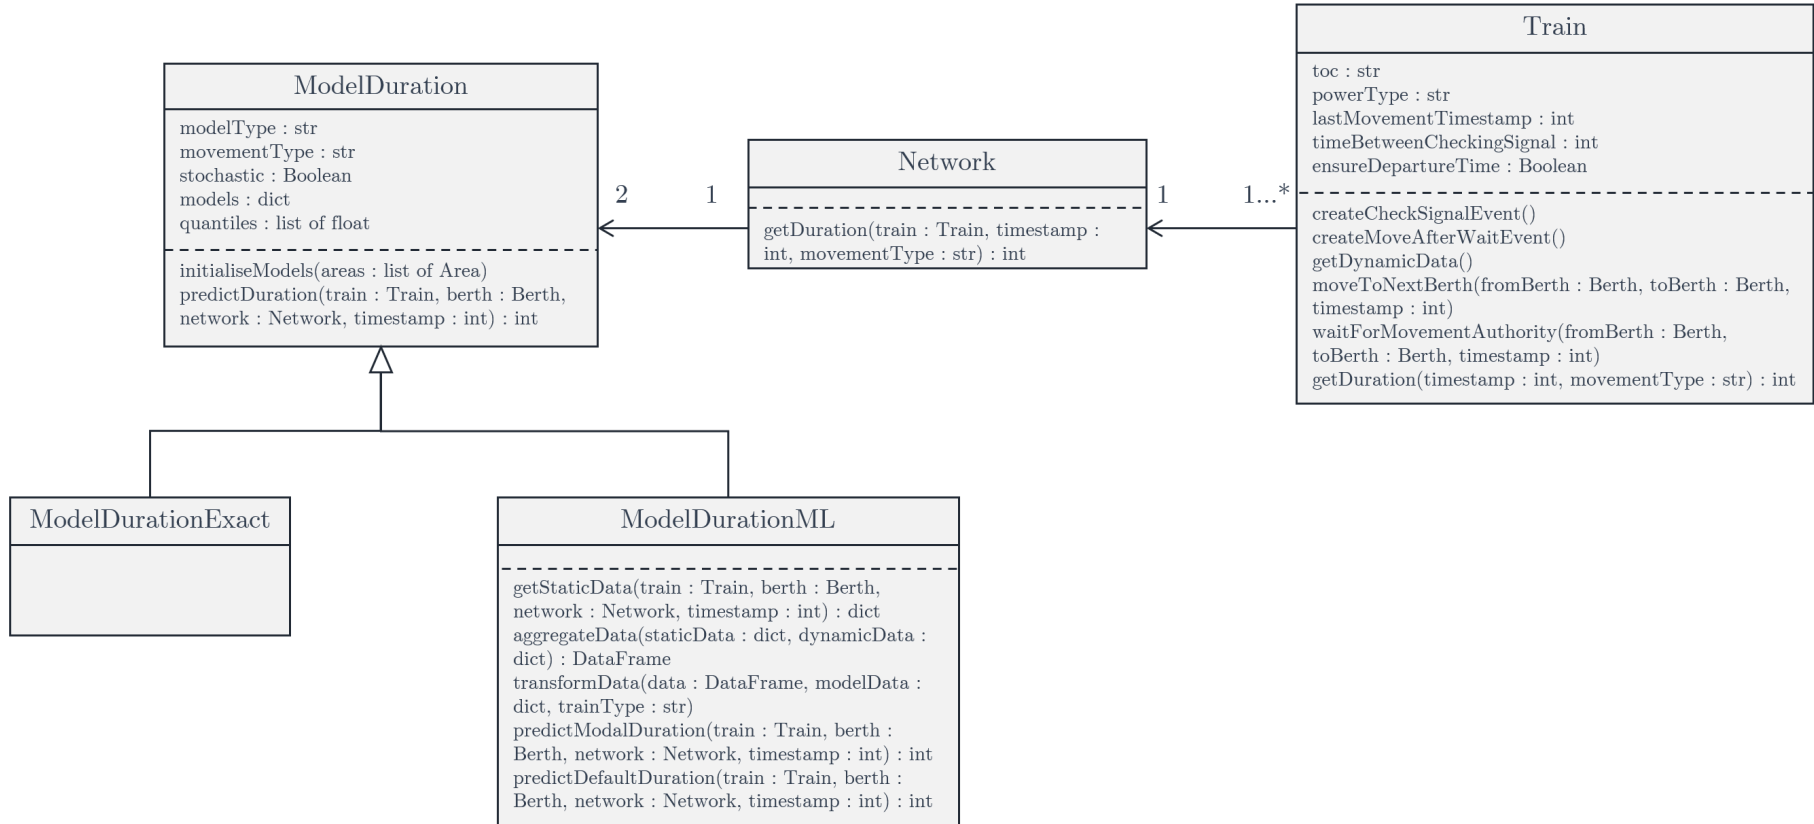 Train
toc : str
powerType : str
lastMovementTimestamp : int
timeBetweenCheckingSignal : int
ensureDepartureTime : Boolean
createCheckSignalEvent()
createMoveAfterWaitEvent()
getDynamicData()
moveToNextBerth(fromBerth : Berth, toBerth : Berth,
timestamp : int)
waitForMovementAuthority(fromBerth : Berth,
toBerth : Berth, timestamp : int)
getDuration(timestamp : int, movementType : str) : int
ModelDuration
modelType : str
movementType : str
stochastic : Boolean
models : dict
quantiles : list of float
initialiseModels(areas : list of Area)
predictDuration(train : Train, berth : Berth,
network : Network, timestamp : int) : int
2
1
Network
getDuration(train : Train, timestamp :
int, movementType : str) : int
1
1...*
ModelDurationExact
ModelDurationML
getStaticData(train : Train, berth : Berth,
network : Network, timestamp : int) : dict
aggregateData(staticData : dict, dynamicData :
dict) : DataFrame
transformData(data : DataFrame, modelData :
dict, trainType : str)
predictModalDuration(train : Train, berth :
Berth, network : Network, timestamp : int) : int
predictDefaultDuration(train : Train, berth :
Berth, network : Network, timestamp : int) : int